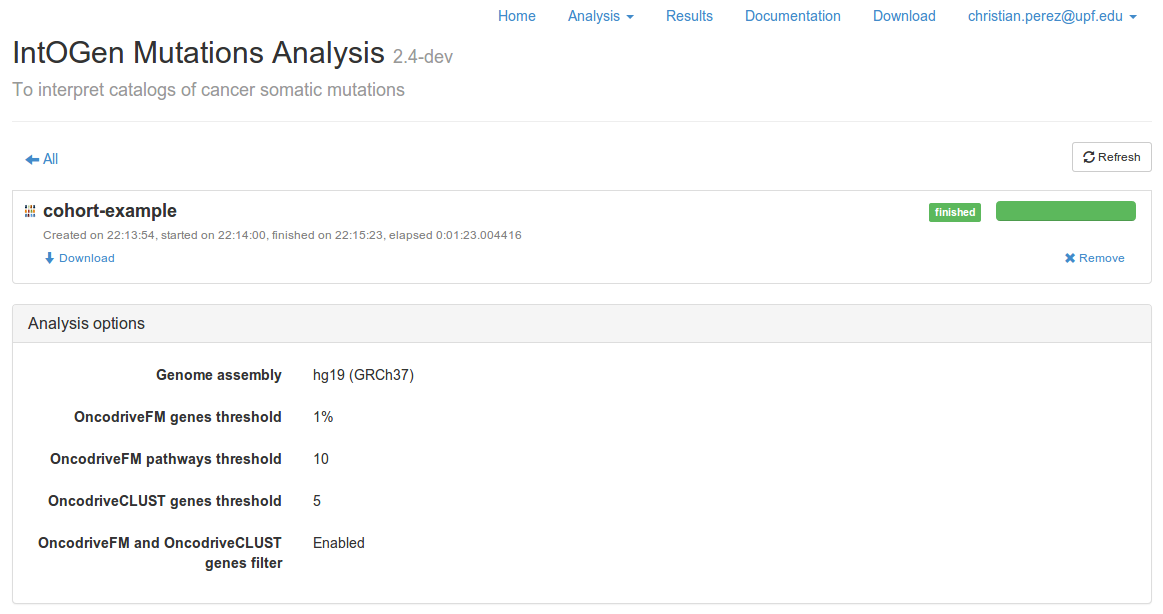 Home Analysis Results Documentation Download christian.perez@upf.edu
IntOGen Mutations Analysis 2.4-dev
To interpret catalogs of cancer somatic mutations
All Refresh
cohort-example finished
Created on 22:13:54, started on 22:14:00, finished on 22:15:23, elapsed 0:01:23.004416
Download Remove
Analysis options
Genome assembly hg19 (GRCh37)
OncodriveFM genes threshold 1%
OncodriveFM pathways threshold 10
OncodriveCLUST genes threshold 5
OncodriveFM and OncodriveCLUST Enabled
genes filter